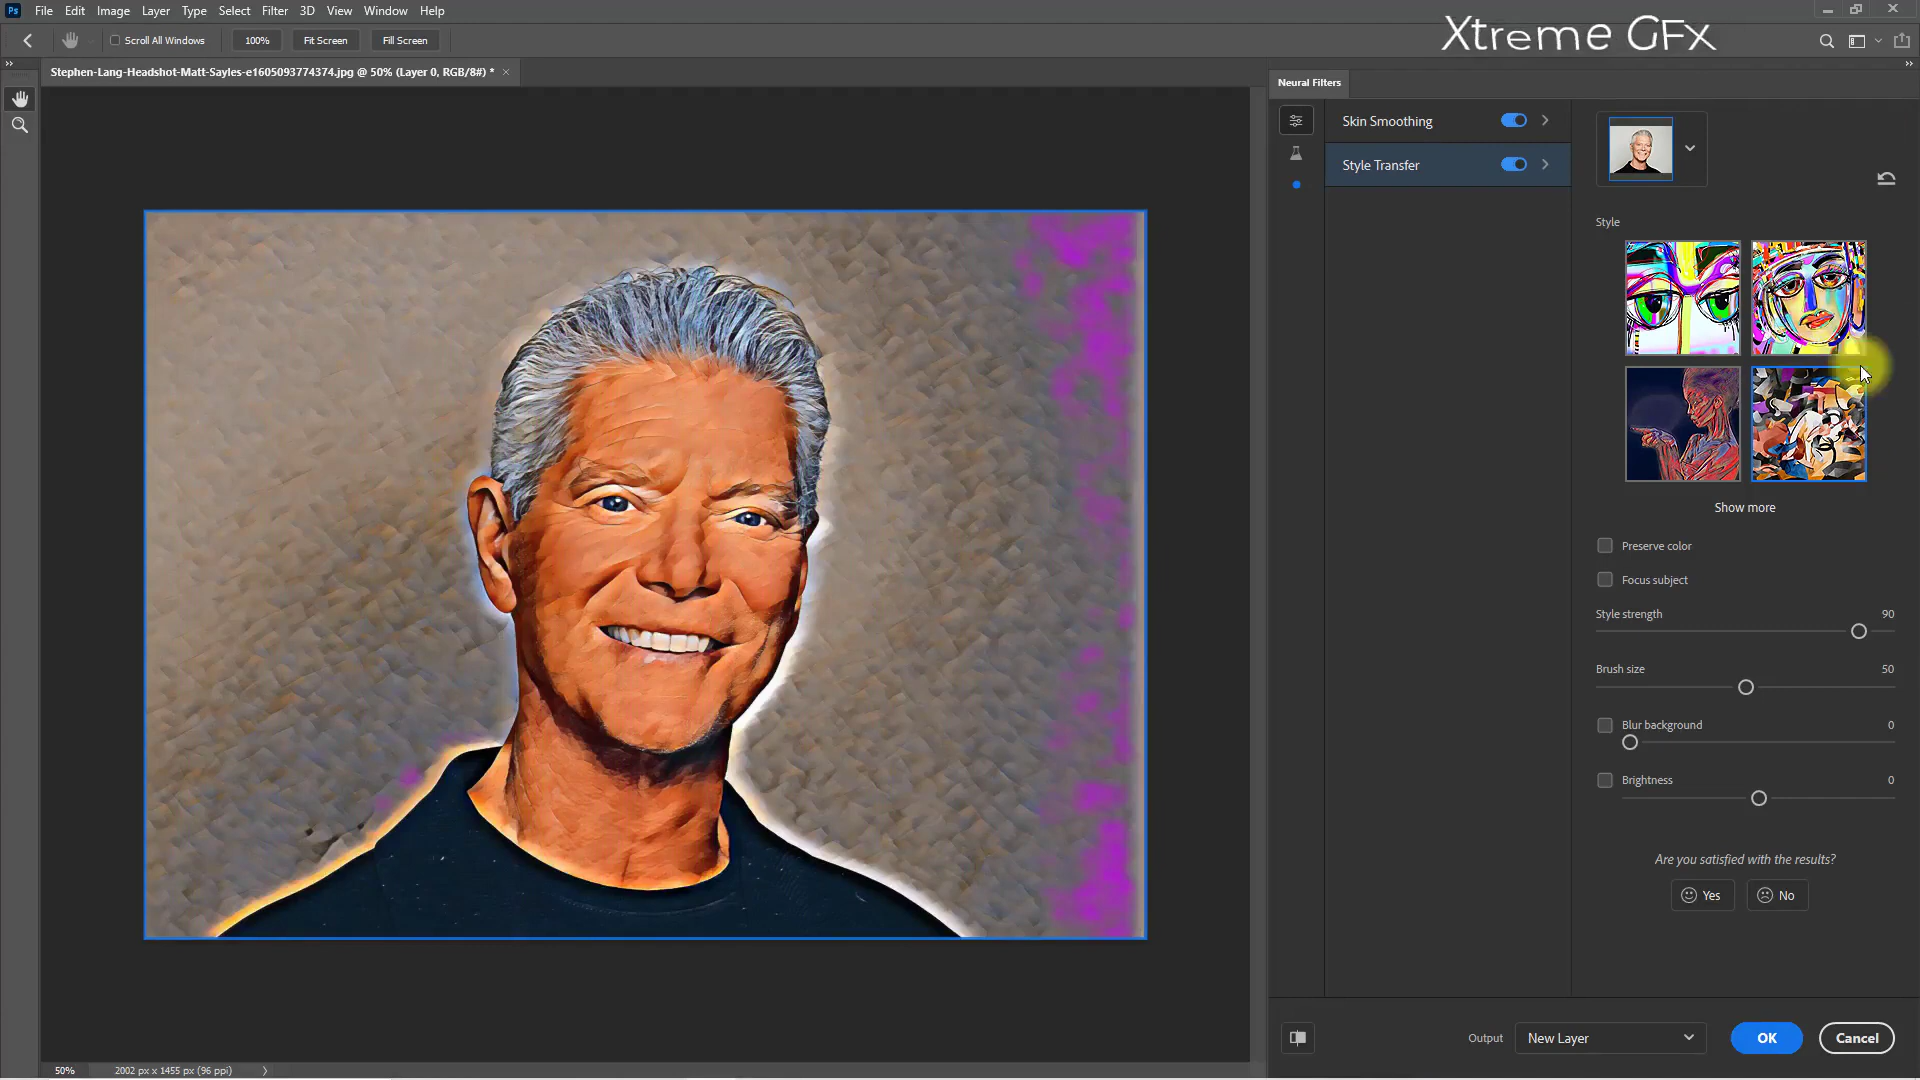 Ps File Edit Image Layer Type Select Filter 3D View Window Help
Xtreme GFx
Scroll All Windows 100% Fit Screen Fill Screen
Stephen-Lang-Headshot-Matt-Sayles-e1605093774374.jpg @ 50% (Layer 0, RGB/8#) *
Neural Filters
Skin Smoothing
Style Transfer
Style
Show more
Preserve color
Focus subject
Style strength 90
Brush size 50
Blur background 0
Brightness 0
Are you satisfied with the results?
Yes No
Output New Layer OK Cancel
50% 2002 px x 1455 px (96 ppi)